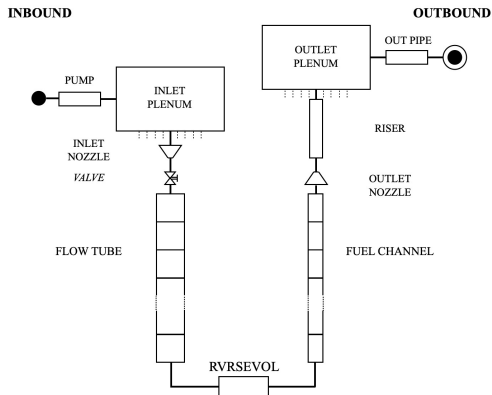 INBOUND
OUTBOUND
OUT PIPE
OUTLET
PLENUM
PUMP
INLET
PLENUM
RISER
INLET
NOZZLE
VALVE
OUTLET
NOZZLE
FLOW TUBE
FUEL CHANNEL
RVRSEVOL